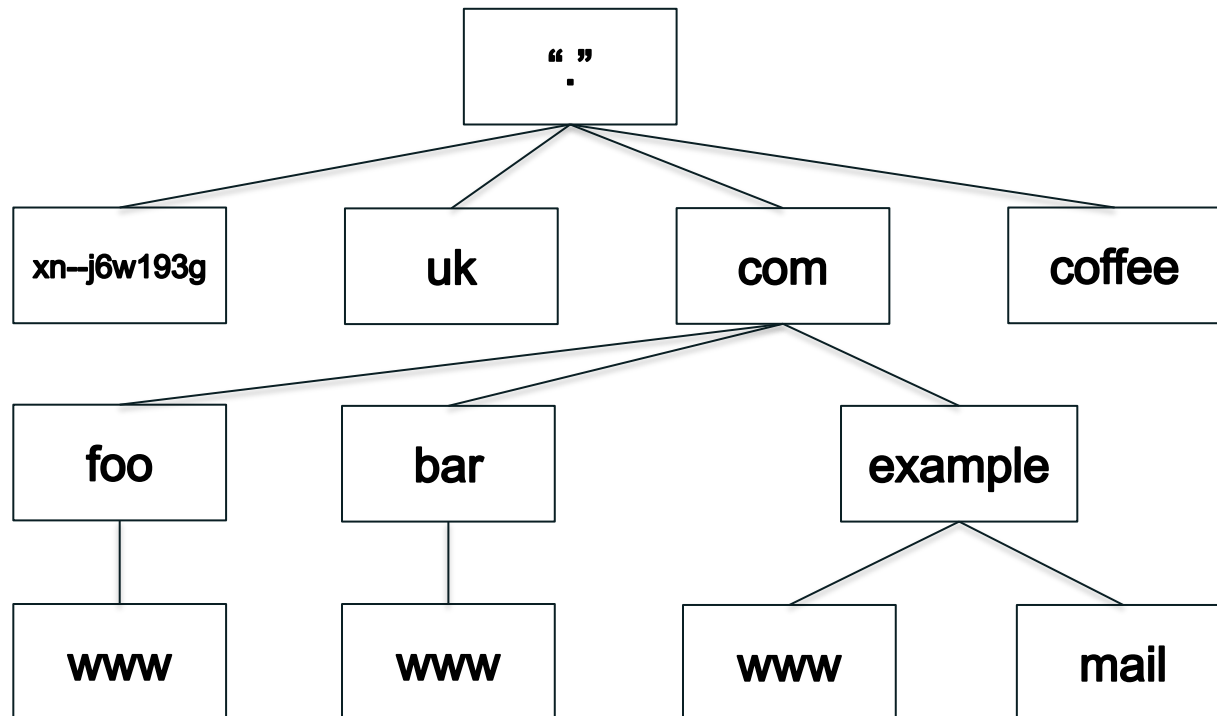 “.”
xn--j6w193g
uk
com
coffee
foo
bar
example
www
www
www
mail